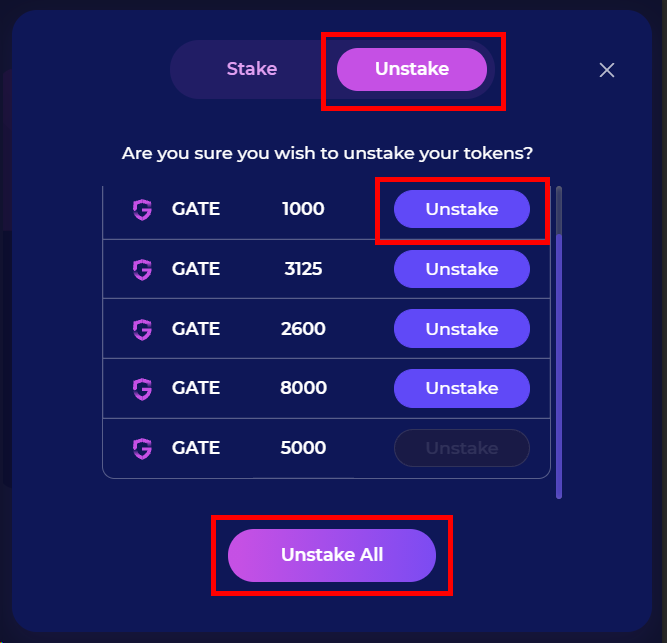 Stake Unstake
Are you sure you wish to unstake your tokens?
GATE 1000 Unstake
GATE 3125 Unstake
GATE 2600 Unstake
GATE 8000 Unstake
GATE 5000 Unstake
Unstake All